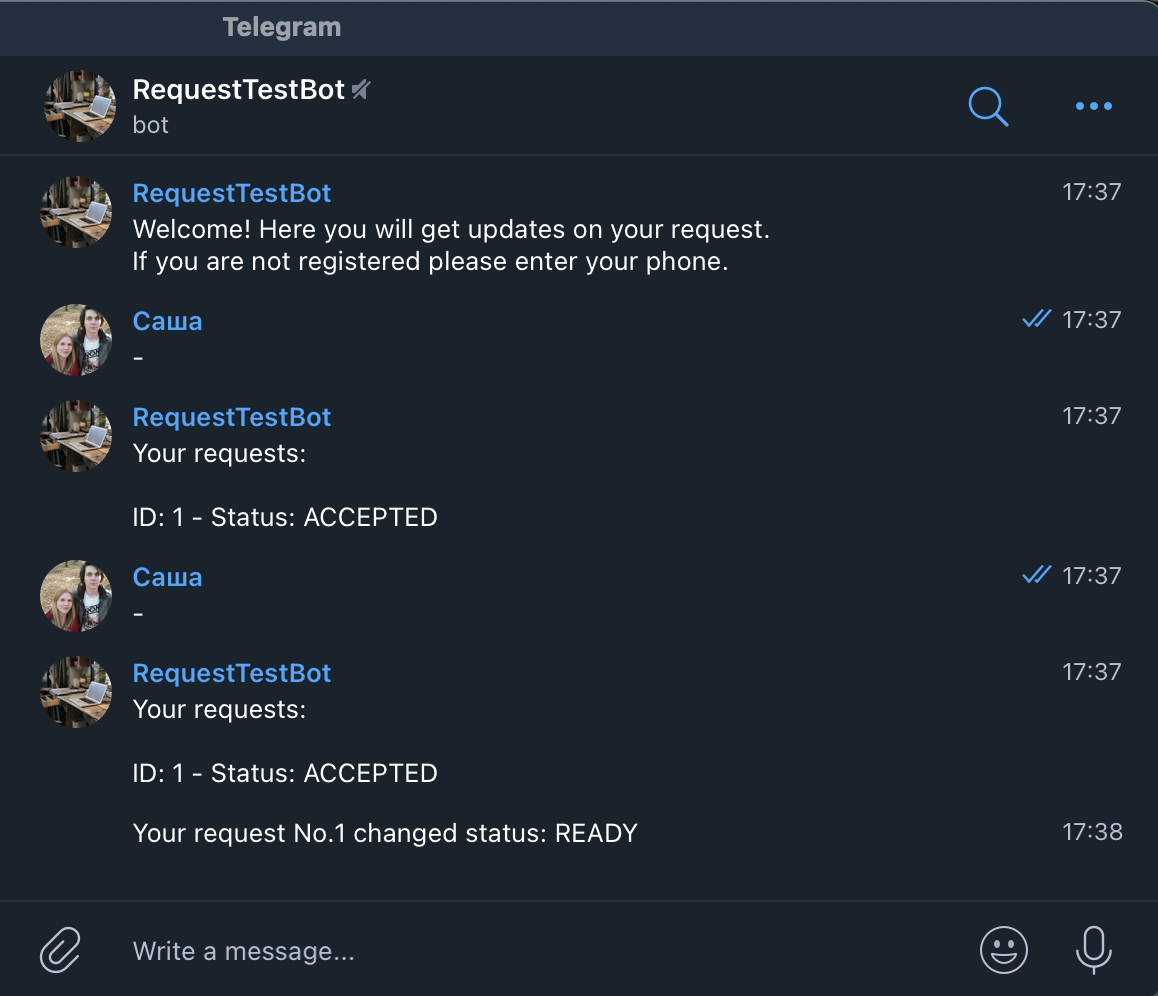 Telegram
RequestTestBot
bot
RequestTestBot 17:37
Welcome! Here you will get updates on your request.
If you are not registered please enter your phone.
Саша 17:37
-
RequestTestBot 17:37
Your requests:
ID: 1 - Status: ACCEPTED
Саша 17:37
-
RequestTestBot 17:37
Your requests:
ID: 1 - Status: ACCEPTED
Your request No.1 changed status: READY 17:38
Write a message...